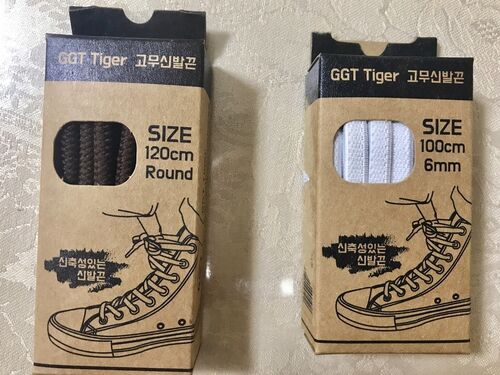 GGT Tiger 고무신발끈
SIZE
120cm
Round
신축성있는
신발끈
GGT Tiger 고무신발끈
SIZE
100cm
6mm
신축성있는
신발끈